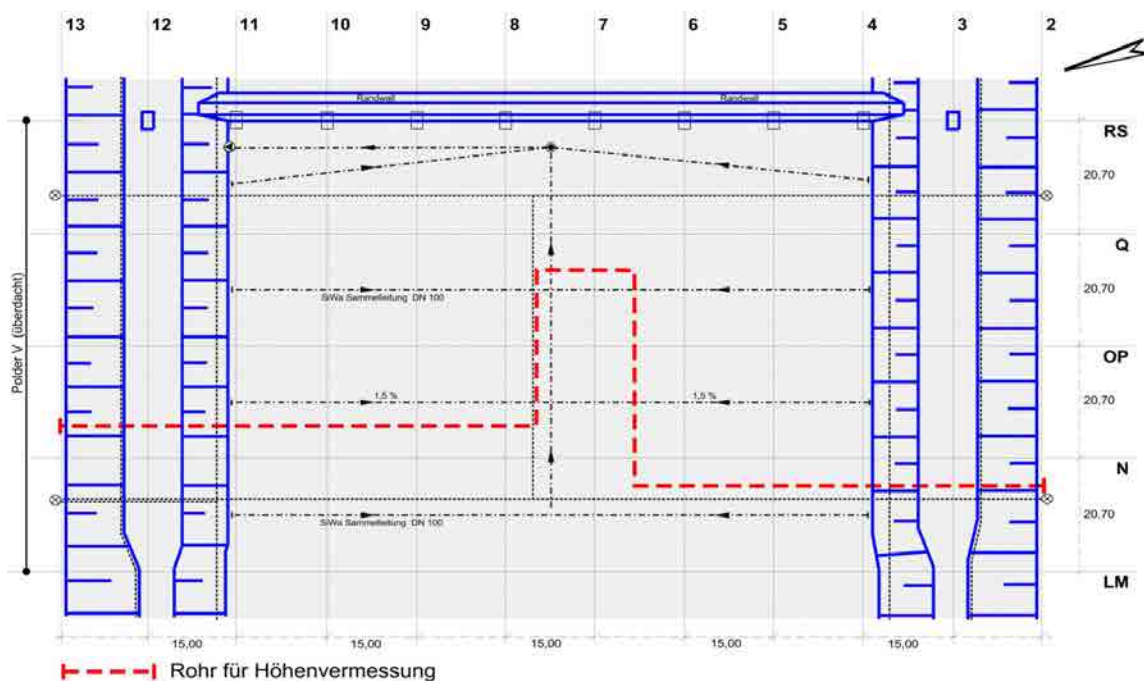 13 12 11 10 9 8 7 6 5 4 3 2
Randwall Randwall
RS
20,70
Q
20,70
SiWa Sammelleitung DN 100
OP
20,70
1,5 % 1,5 %
Polder V (überdacht)
N
20,70
SiWa Sammelleitung DN 100
LM
15,00 15,00 15,00 15,00 15,00
Rohr für Höhenvermessung